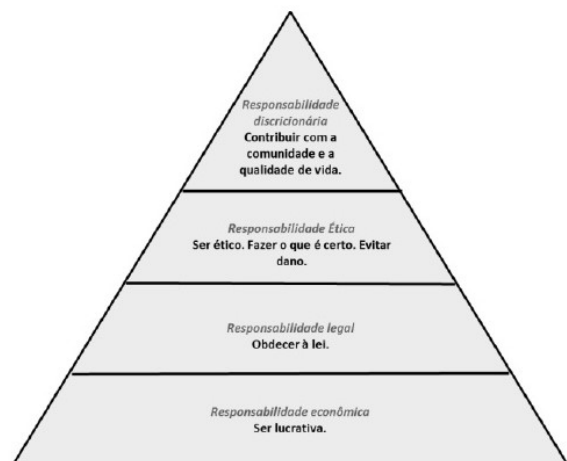 Responsabilidade
discricionária
Contribuir com a
comunidade e a
qualidade de vida.
Responsabilidade Ética
Ser ético. Fazer o que é certo. Evitar
dano.
Responsabilidade legal
Obdecer à lei.
Responsabilidade econômica
Ser lucrativa.